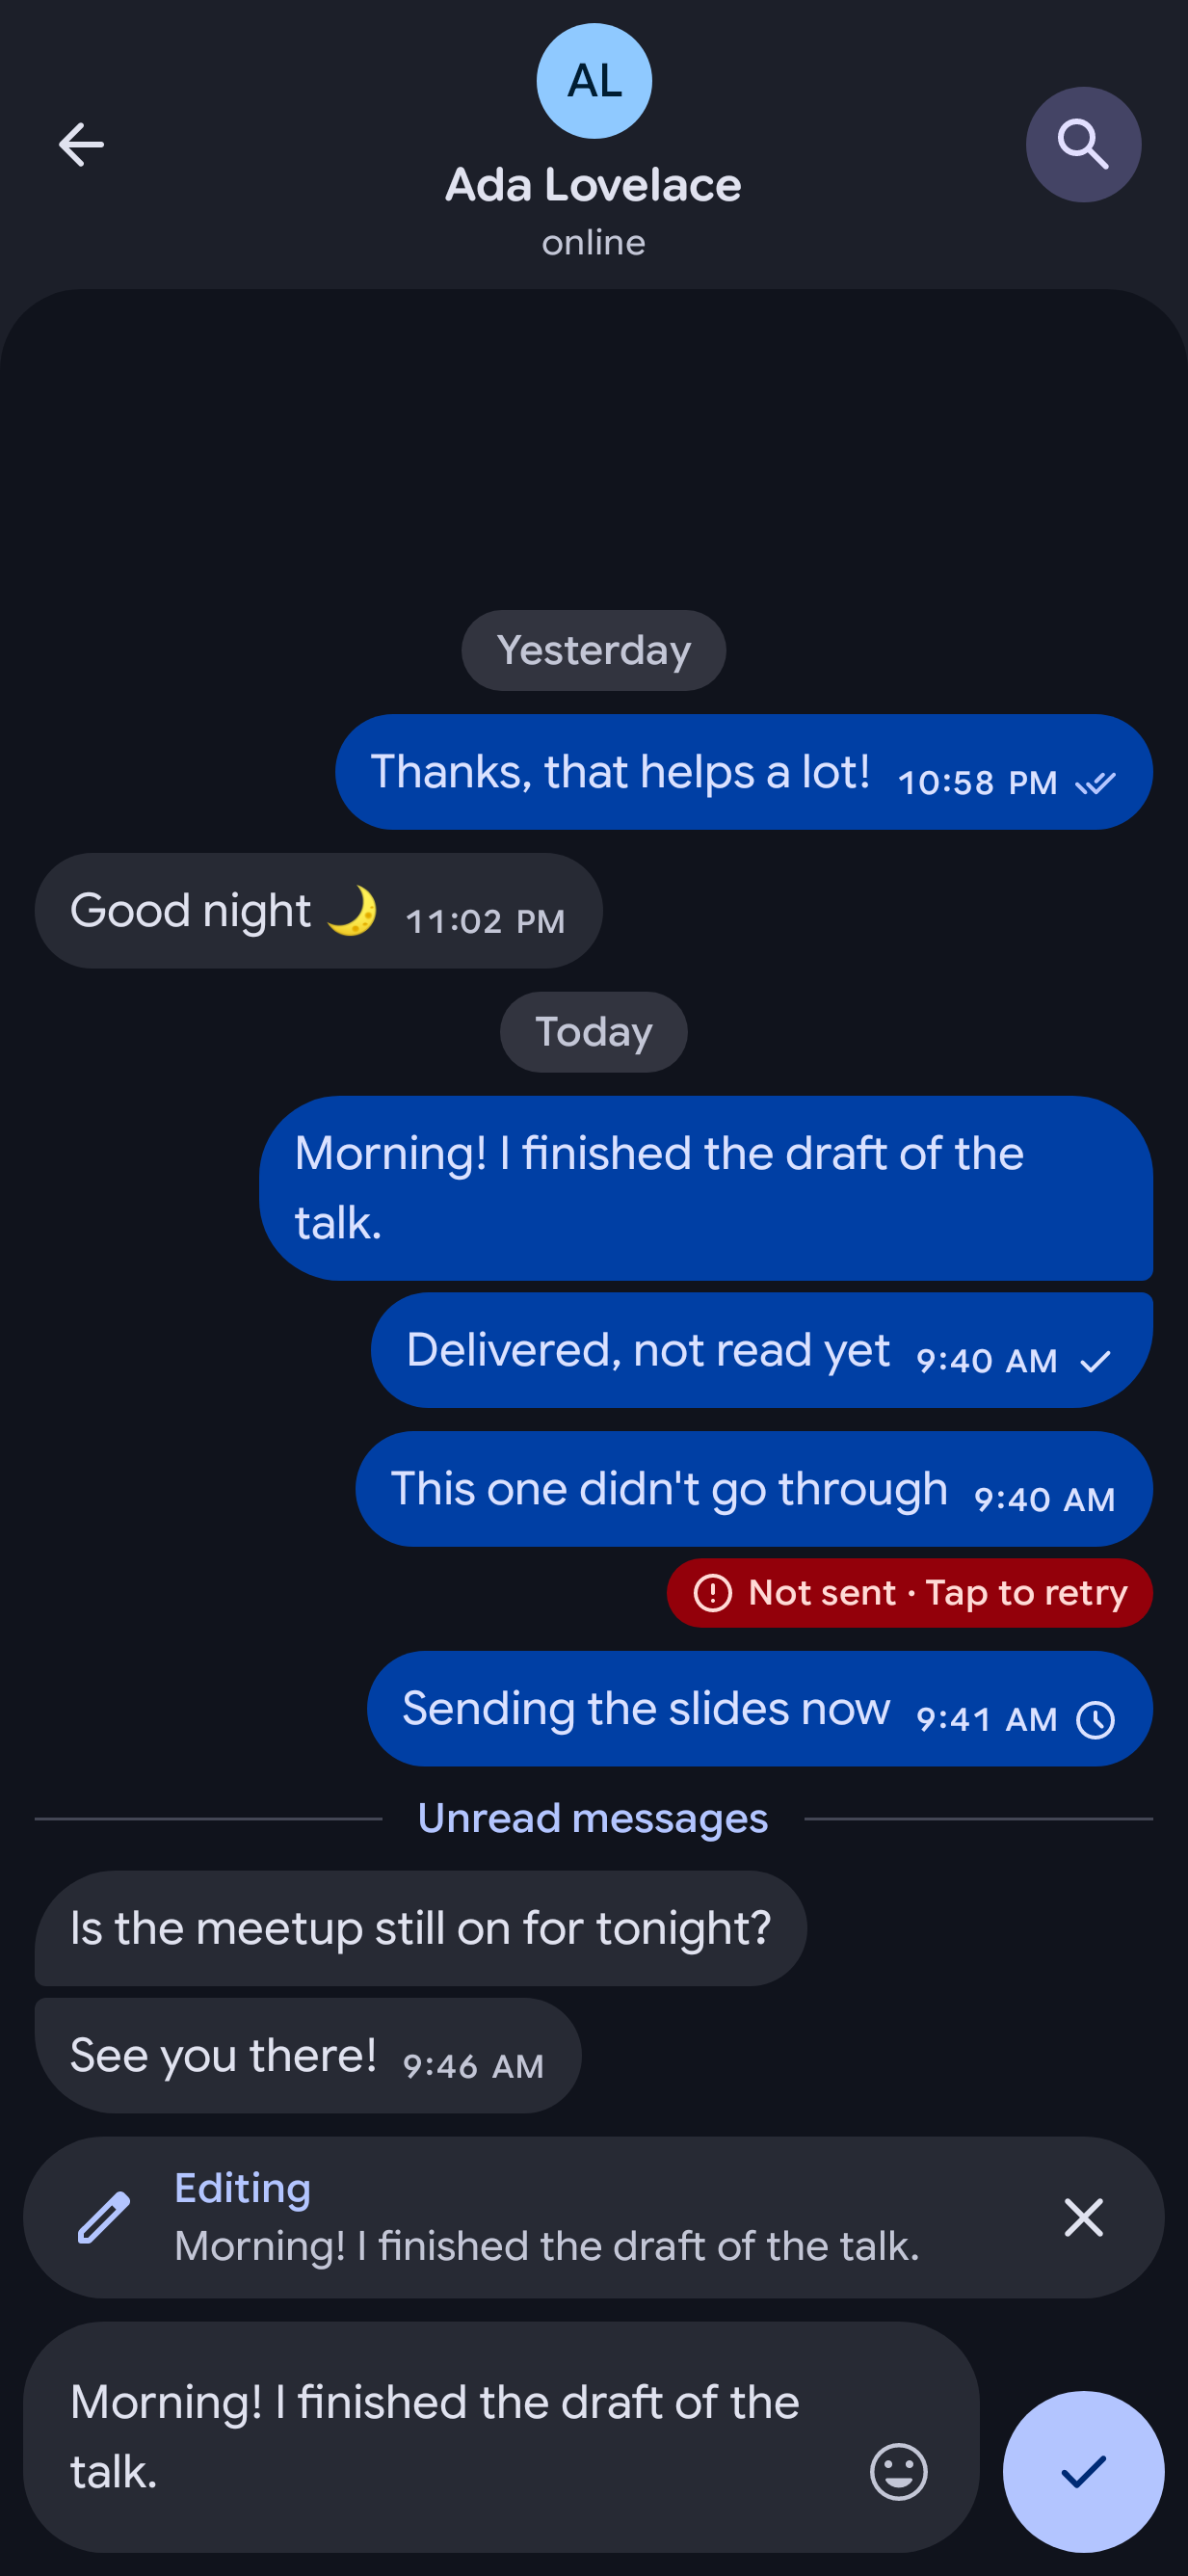 AL
Ada Lovelace
online
Yesterday
Thanks, that helps a lot! 10:58 PM
Good night 🌙 11:02 PM
Today
Morning! I finished the draft of the
talk.
Delivered, not read yet 9:40 AM
This one didn't go through 9:40 AM
Not sent · Tap to retry
Sending the slides now 9:41 AM
Unread messages
Is the meetup still on for tonight?
See you there! 9:46 AM
Editing
Morning! I finished the draft of the talk.
Morning! I finished the draft of the
talk.